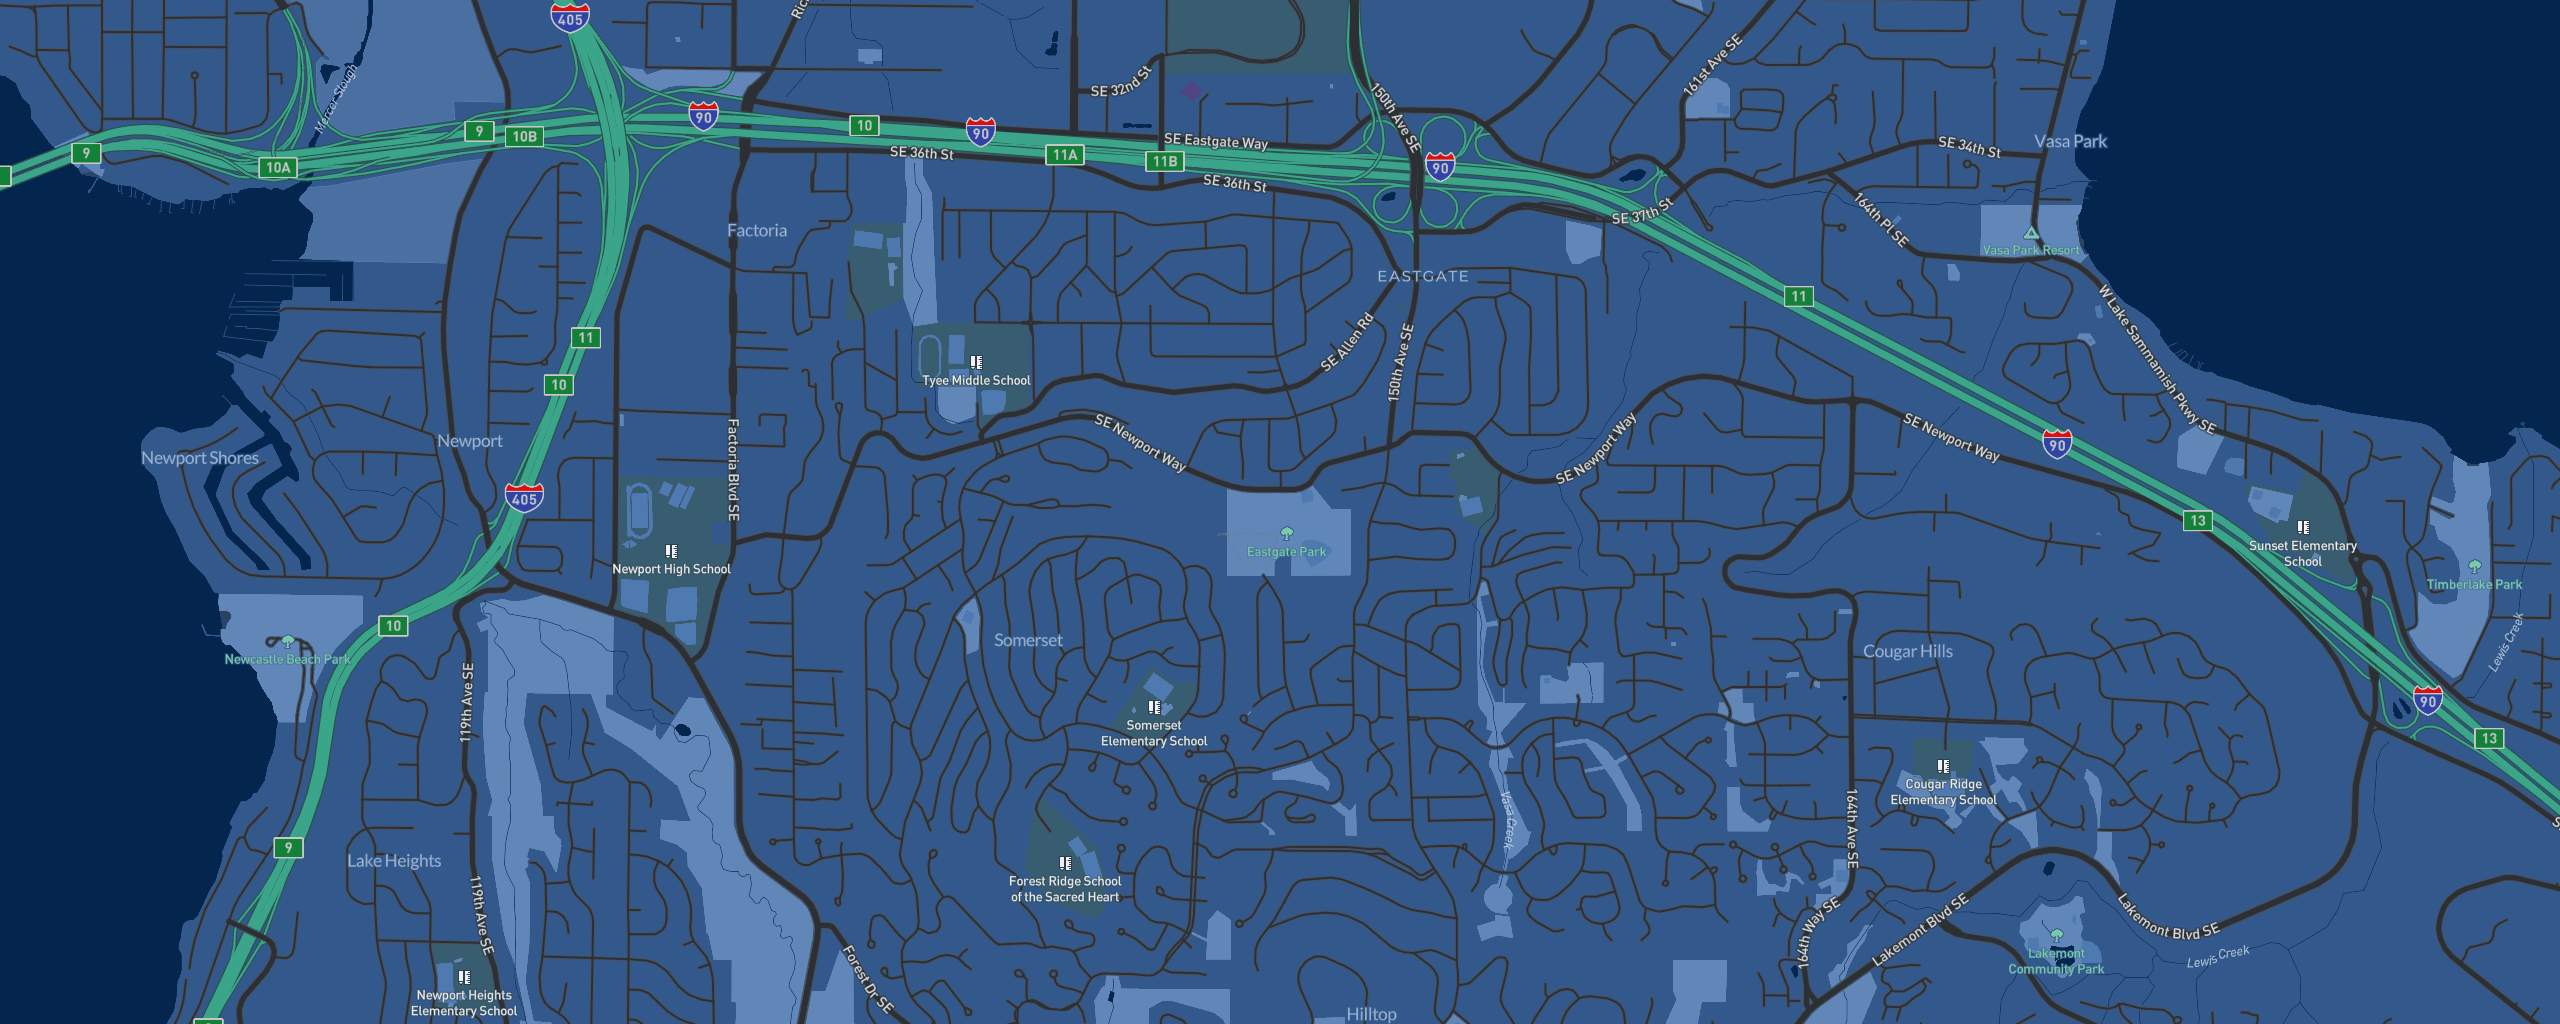 405
Ric
Mercer Slough
SE 32nd St
150th Ave SE
161st Ave SE
9
10B
90
10
90
SE Eastgate Way
9
10A
SE 36th St
11A
11B
SE 36th St
90
SE 34th St
Vasa Park
SE 37th St
164th Pl SE
Factoria
Vasa Park Resort
EASTGATE
11
W Lake Sammamish Pkwy SE
11
SE Allen Rd
150th Ave SE
10
Tyee Middle School
Newport
Newport Shores
Factoria Blvd SE
SE Newport Way
SE Newport Way
SE Newport Way
90
405
13
Newport High School
Eastgate Park
Sunset Elementary
School
Timberlake Park
10
Newcastle Beach Park
Somerset
Cougar Hills
Lewis Creek
119th Ave SE
Somerset
Elementary School
90
13
Cougar Ridge
Elementary School
Vasa Creek
164th Ave SE
S
9
Lake Heights
Forest Ridge School
of the Sacred Heart
119th Ave SE
164th Way SE
Lakemont Blvd SE
Lakemont Blvd SE
Lewis Creek
Lakemont
Community Park
Forest Dr SE
Newport Heights
Elementary School
Hilltop